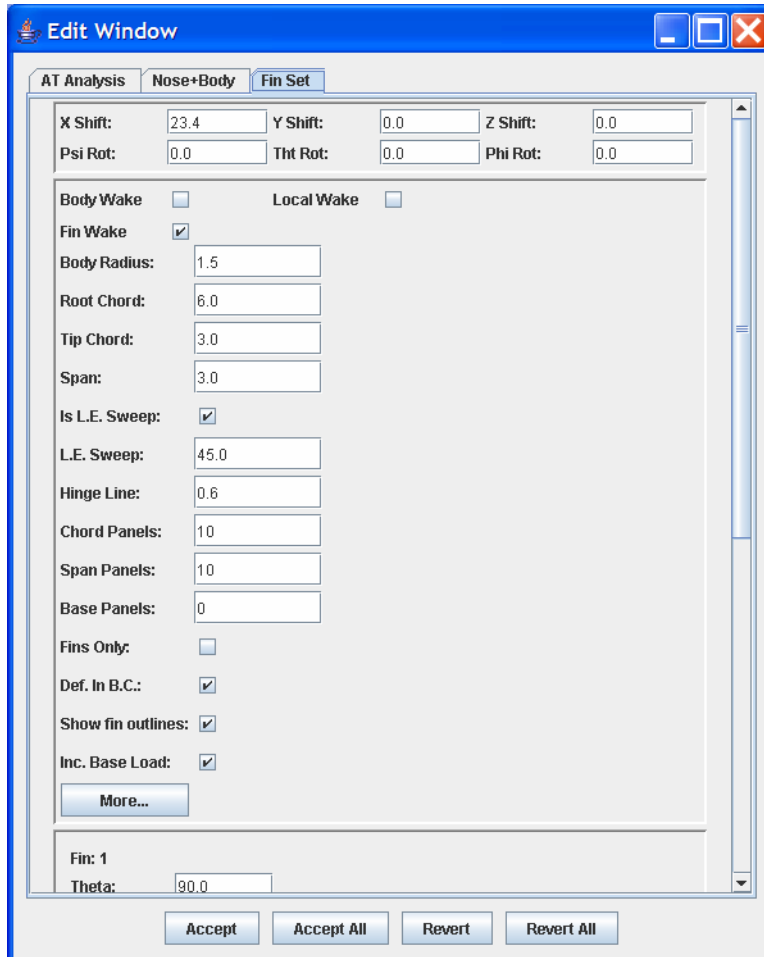 Edit Window
AT Analysis Nose+Body Fin Set
X Shift: 23.4 Y Shift: 0.0 Z Shift: 0.0
Psi Rot: 0.0 Tht Rot: 0.0 Phi Rot: 0.0
Body Wake Local Wake
Fin Wake
Body Radius: 1.5
Root Chord: 6.0
Tip Chord: 3.0
Span: 3.0
Is L.E. Sweep:
L.E. Sweep: 45.0
Hinge Line: 0.6
Chord Panels: 10
Span Panels: 10
Base Panels: 0
Fins Only:
Def. In B.C.:
Show fin outlines:
Inc. Base Load:
More...
Fin: 1
Theta: 90.0
Accept Accept All Revert Revert All